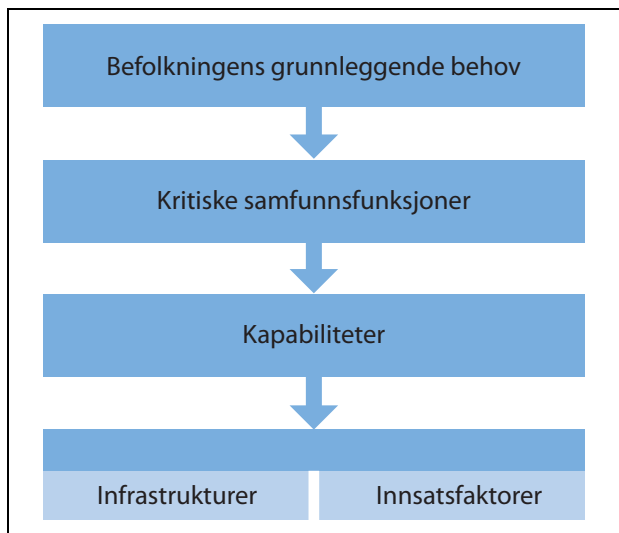 Befolkningens grunnleggende behov
Kritiske samfunnsfunksjoner
Kapabiliteter
Infrastrukturer
Innsatsfaktorer